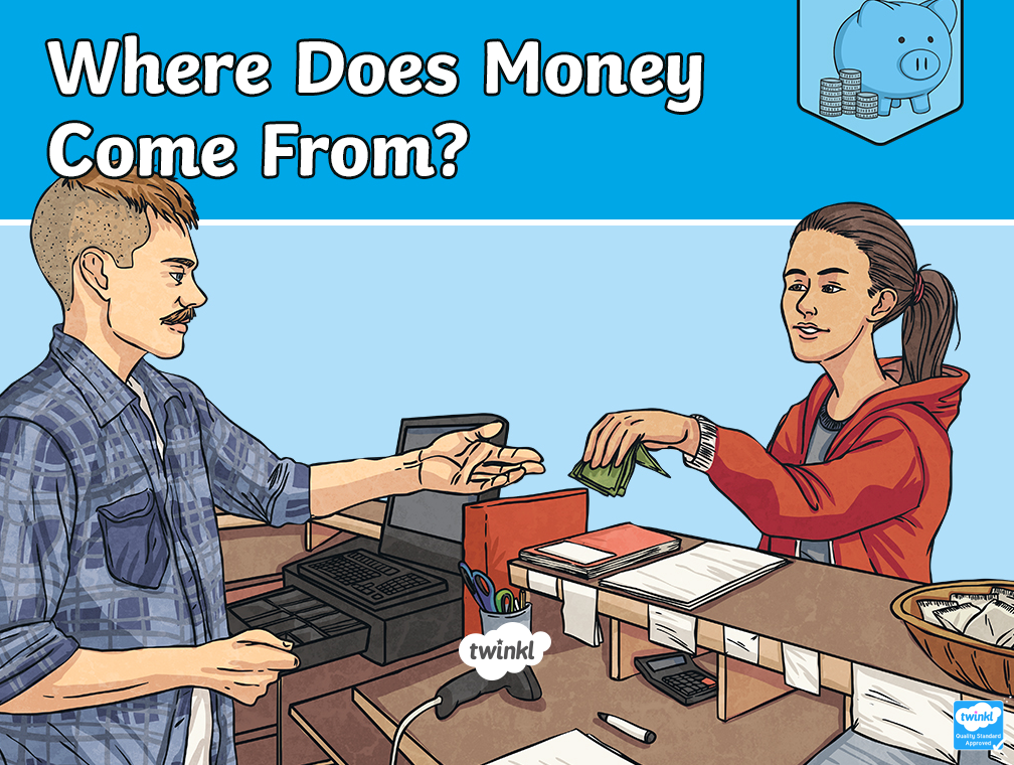 Where Does Money
Come From?
twinkl
twinkl
Quality Standard
Approved